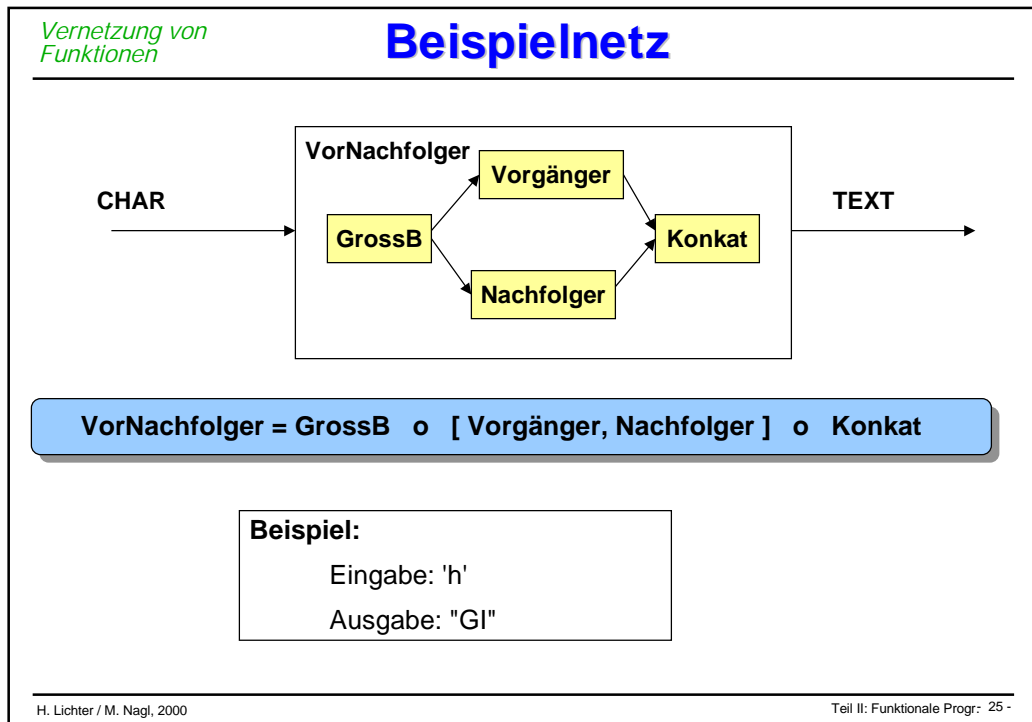 Vernetzung von
Funktionen
Beispielnetz
VorNachfolger
Vorgänger
CHAR
TEXT
GrossB
Konkat
Nachfolger
VorNachfolger = GrossB o [ Vorgänger, Nachfolger ] o Konkat
Beispiel:
Eingabe: 'h'
Ausgabe: "GI"
H. Lichter / M. Nagl, 2000
Teil II: Funktionale Progr.- 25 -